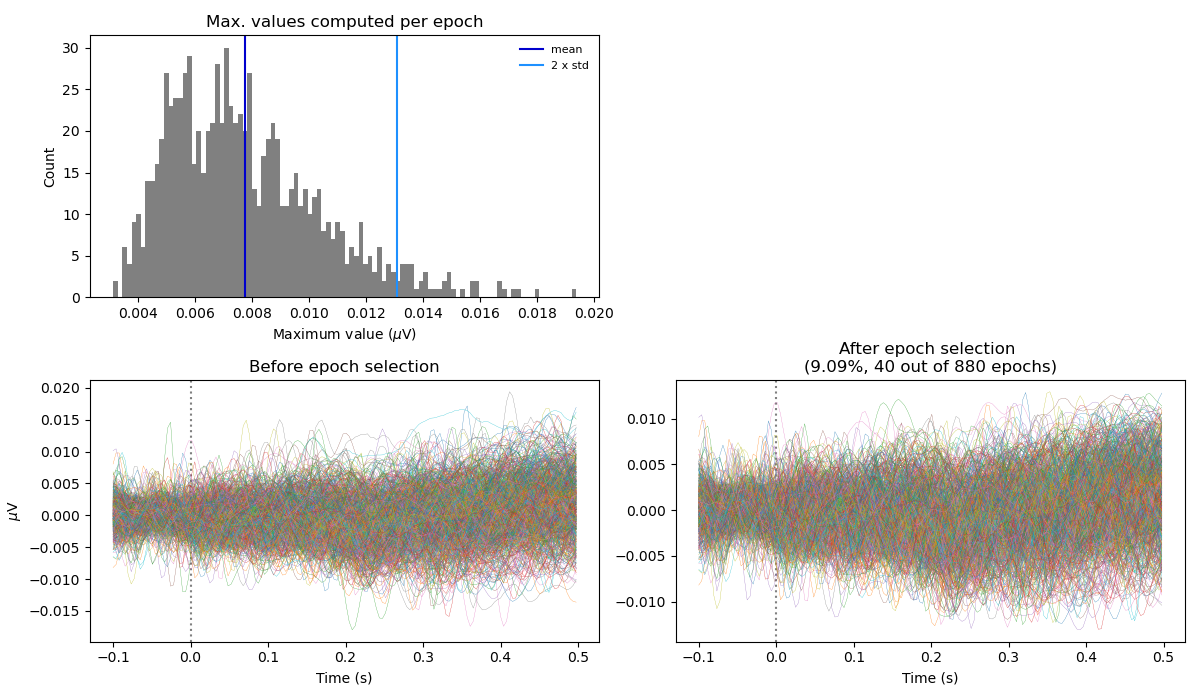 Max. values computed per epoch
30
25
20
15
10
5
0
Count
mean
2 x std
0.004 0.006 0.008 0.010 0.012 0.014 0.016 0.018 0.020
Maximum value (μV)
Before epoch selection
0.020
0.015
0.010
0.005
0.000
−0.005
−0.010
−0.015
μV
−0.1 0.0 0.1 0.2 0.3 0.4 0.5
Time (s)
After epoch selection
(9.09%, 40 out of 880 epochs)
0.010
0.005
0.000
−0.005
−0.010
−0.1 0.0 0.1 0.2 0.3 0.4 0.5
Time (s)